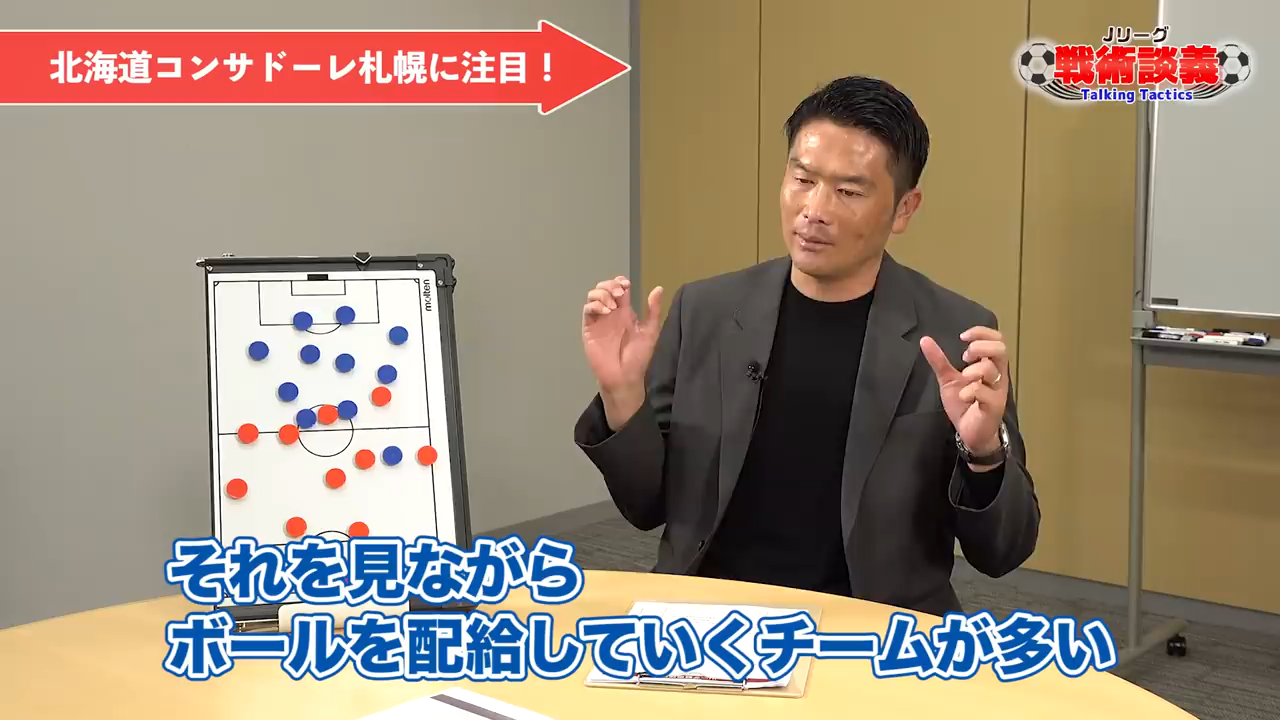 北海道コンサドーレ札幌に注目！
Jリーグ
戦術談義
Talking Tactics
molten
それを見ながら
ボールを配給していくチームが多い